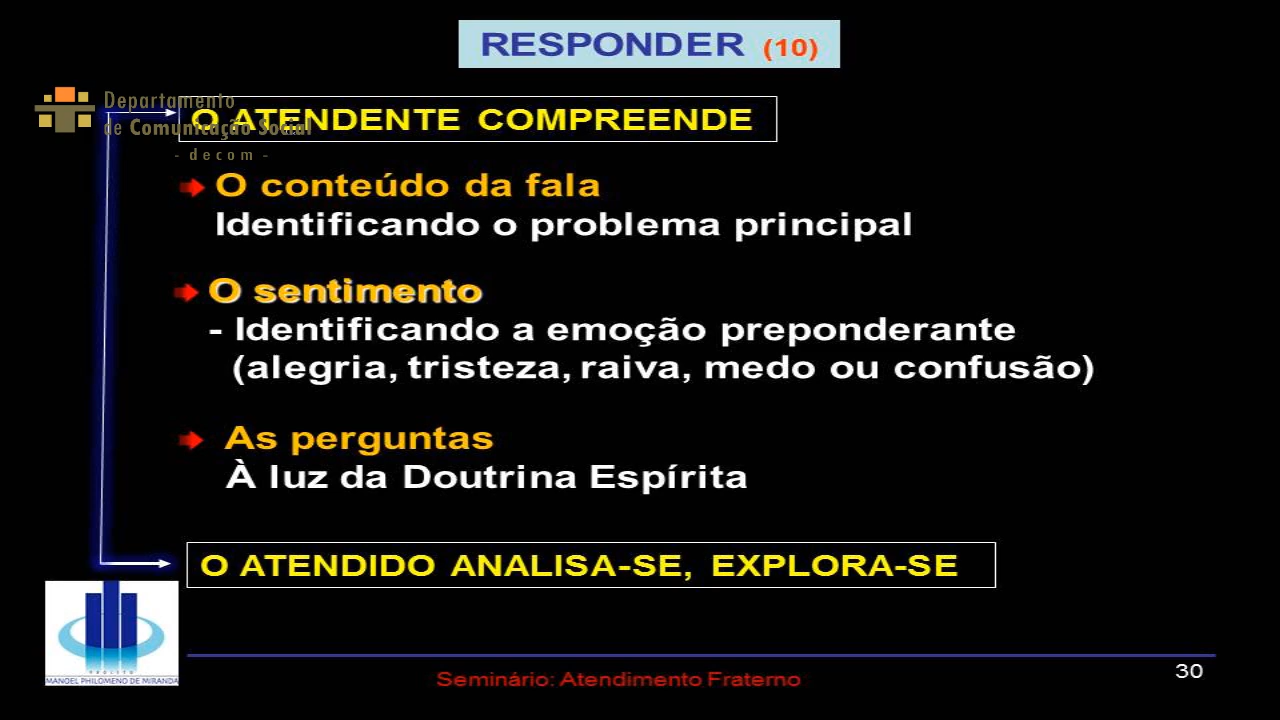 RESPONDER (10)
Departamento
de Comunicação Social
- decom -
O ATENDENTE COMPREENDE
O conteúdo da fala
Identificando o problema principal
O sentimento
- Identificando a emoção preponderante
(alegria, tristeza, raiva, medo ou confusão)
As perguntas
À luz da Doutrina Espírita
O ATENDIDO ANALISA-SE, EXPLORA-SE
PROJETO
MANOEL PHILOMENO DE MIRANDA
Seminário: Atendimento Fraterno
30